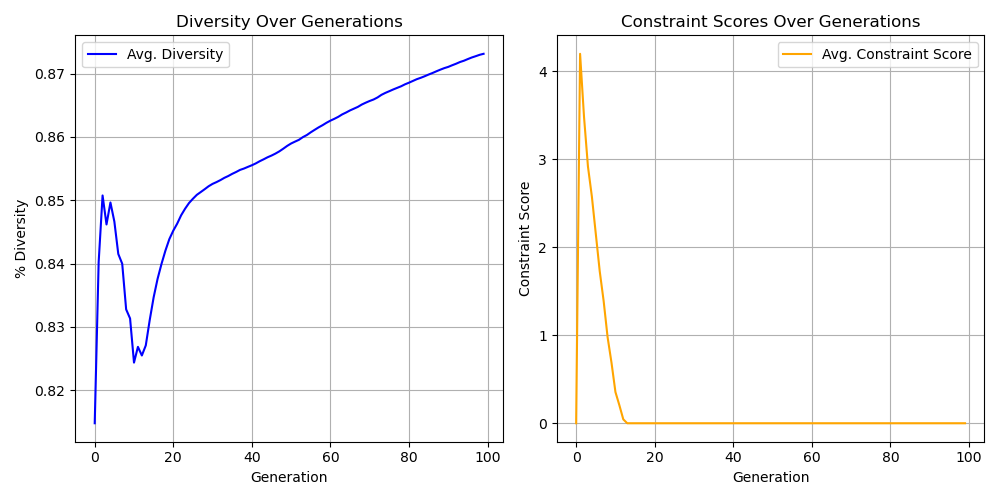 Diversity Over Generations
Avg. Diversity
% Diversity
0.87
0.86
0.85
0.84
0.83
0.82
0
20
40
60
80
100
Generation
Constraint Scores Over Generations
Avg. Constraint Score
Constraint Score
4
3
2
1
0
0
20
40
60
80
100
Generation